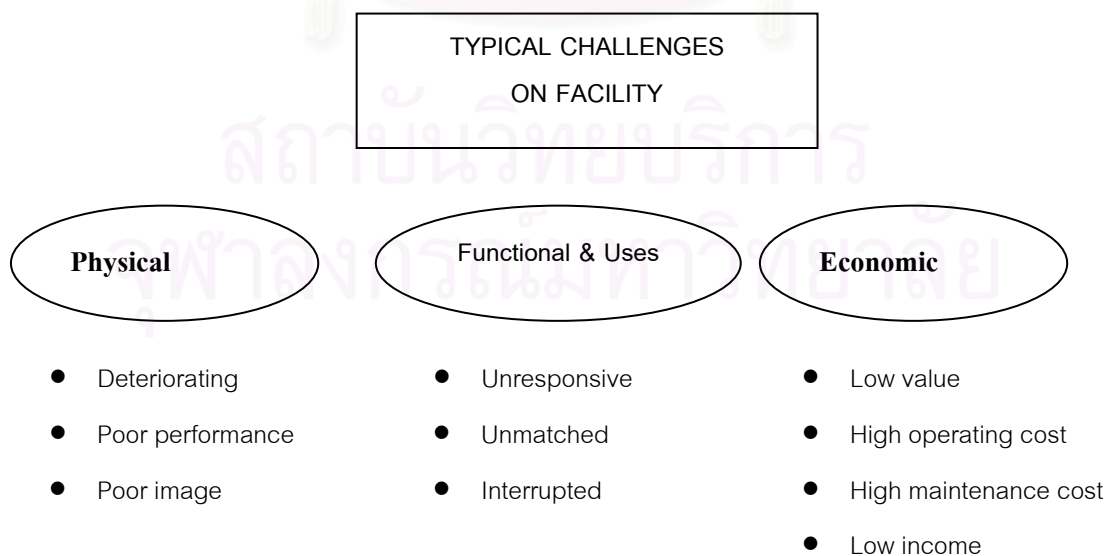 TYPICAL CHALLENGES
ON FACILITY
สถาบันวิทยบริการ
จุฬาลงกรณ์มหาวิทยาลัย
Physical
Functional & Uses
Economic
● Deteriorating
● Poor performance
● Poor image
● Unresponsive
● Unmatched
● Interrupted
● Low value
● High operating cost
● High maintenance cost
● Low income